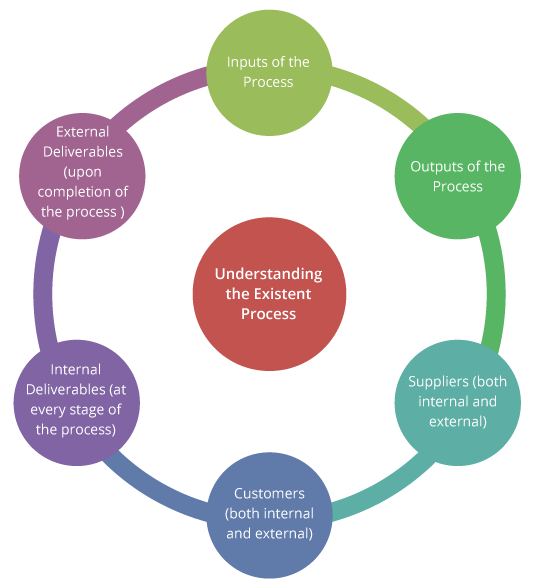 Inputs of the
Process
Outputs of the
Process
Suppliers (both
internal and
external)
Customers
(both internal
and external)
Internal
Deliverables (at
every stage of
the process)
External
Deliverables
(upon
completion of
the process )
Understanding
the Existent
Process